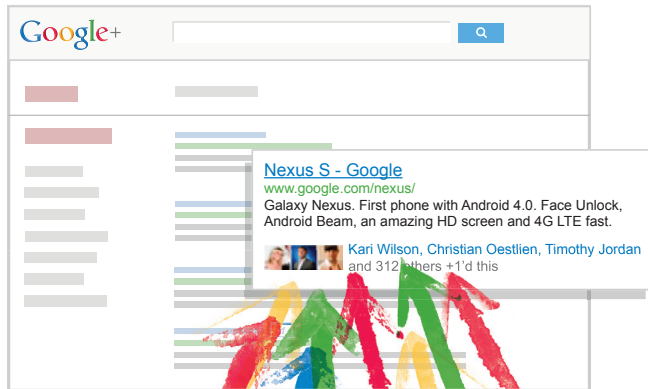 Google+
Nexus S - Google
www.google.com/nexus/
Galaxy Nexus. First phone with Android 4.0. Face Unlock,
Android Beam, an amazing HD screen and 4G LTE fast.
Kari Wilson, Christian Oestlien, Timothy Jordan
and 312 others +1'd this